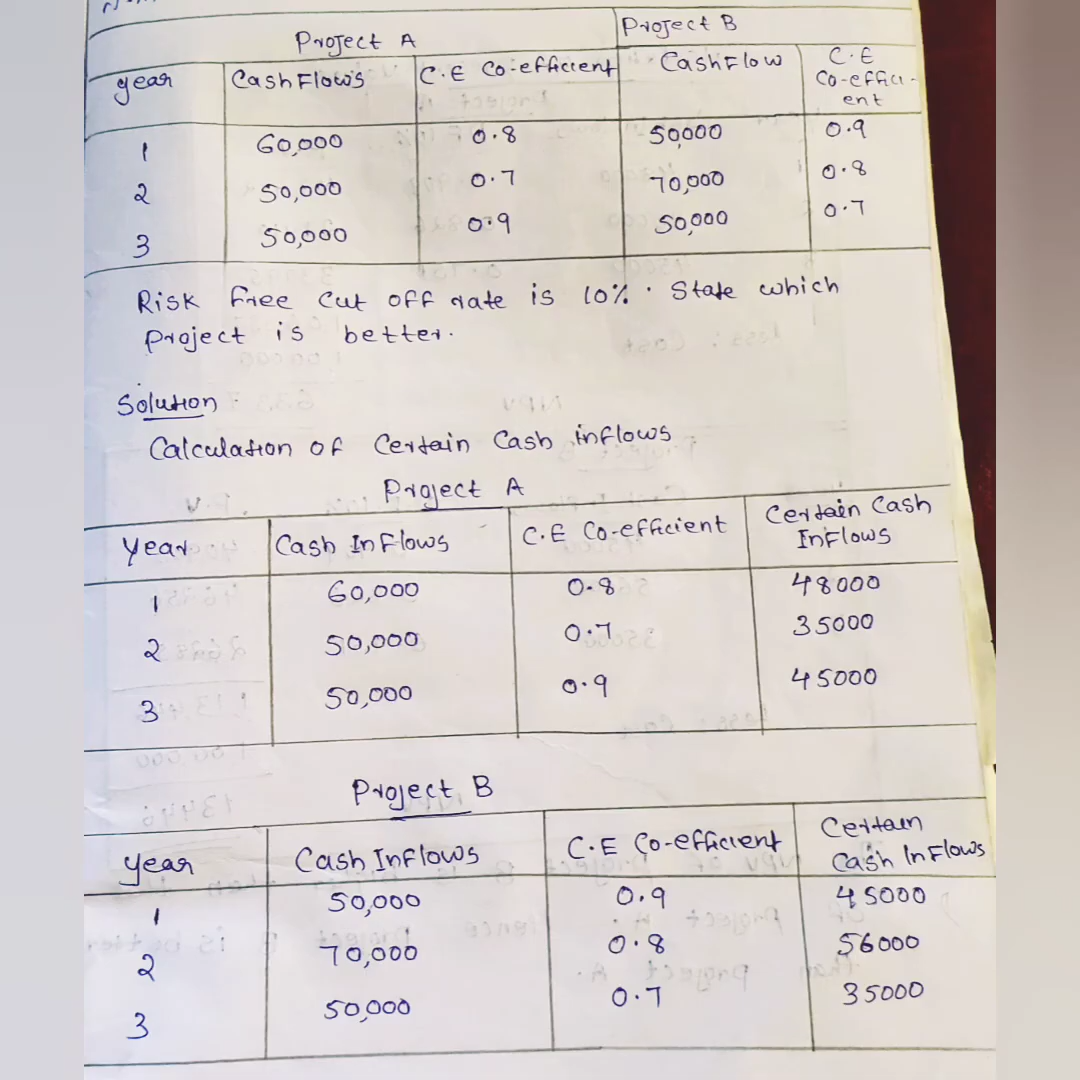 Project A Project B
year Cash Flows C.E Co-efficient Cash Flow C.E Co-effici-ent
1 60,000 0.8 50,000 0.9
2 50,000 0.7 70,000 0.8
3 50,000 0.9 50,000 0.7
Risk free cut off rate is 10%. State which
project is better.
Solution :
Calculation of Certain Cash inflows
Project A
Year Cash Inflows C.E Co-efficient Certain Cash Inflows
1 60,000 0.8 48000
2 50,000 0.7 35000
3 50,000 0.9 45000
Project B
year Cash Inflows C.E Co-efficient Certain Cash Inflows
1 50,000 0.9 45000
2 70,000 0.8 56000
3 50,000 0.7 35000